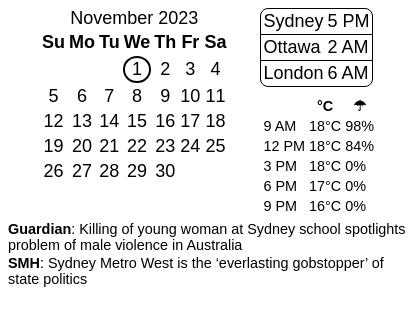 November 2023
Su Mo Tu We Th Fr Sa
1 2 3 4
5 6 7 8 9 10 11
12 13 14 15 16 17 18
19 20 21 22 23 24 25
26 27 28 29 30
Sydney 5 PM
Ottawa 2 AM
London 6 AM
°C ☂
9 AM 18°C 98%
12 PM 18°C 84%
3 PM 18°C 0%
6 PM 17°C 0%
9 PM 16°C 0%
Guardian: Killing of young woman at Sydney school spotlights
problem of male violence in Australia
SMH: Sydney Metro West is the ‘everlasting gobstopper’ of
state politics